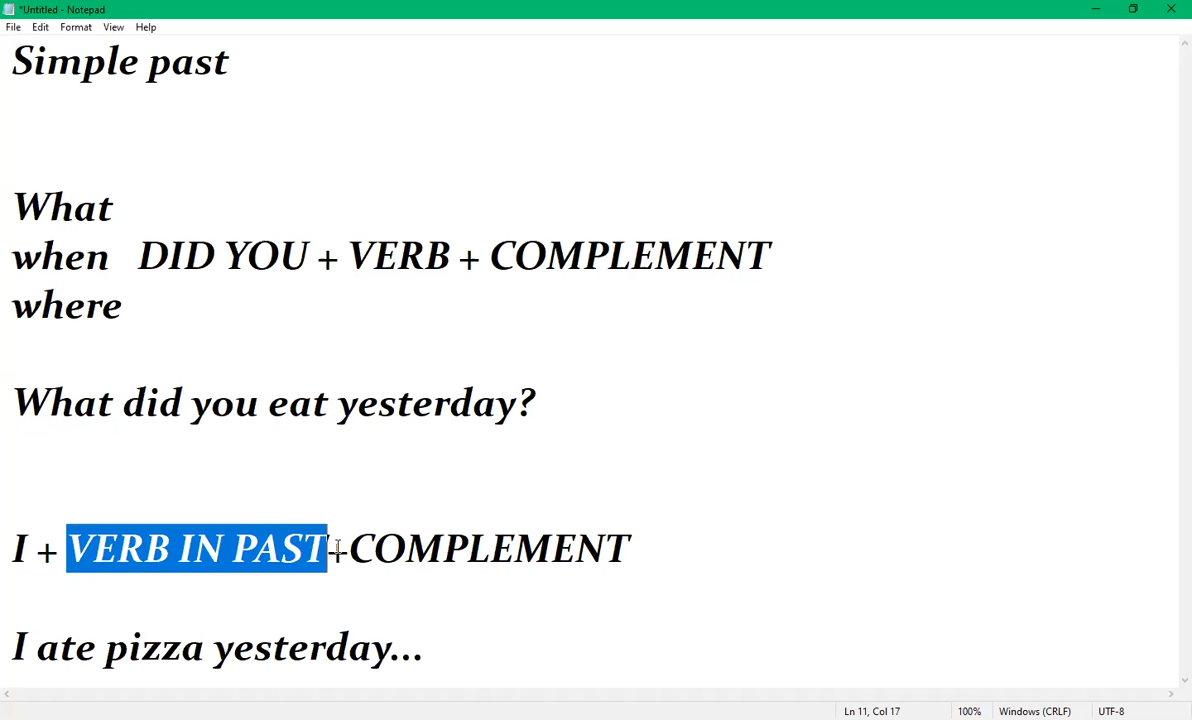 *Untitled - Notepad
File Edit Format View Help
Simple past
What
when DID YOU + VERB + COMPLEMENT
where
What did you eat yesterday?
I + VERB IN PAST+COMPLEMENT
I ate pizza yesterday...
Ln 11, Col 17 100% Windows (CRLF) UTF-8